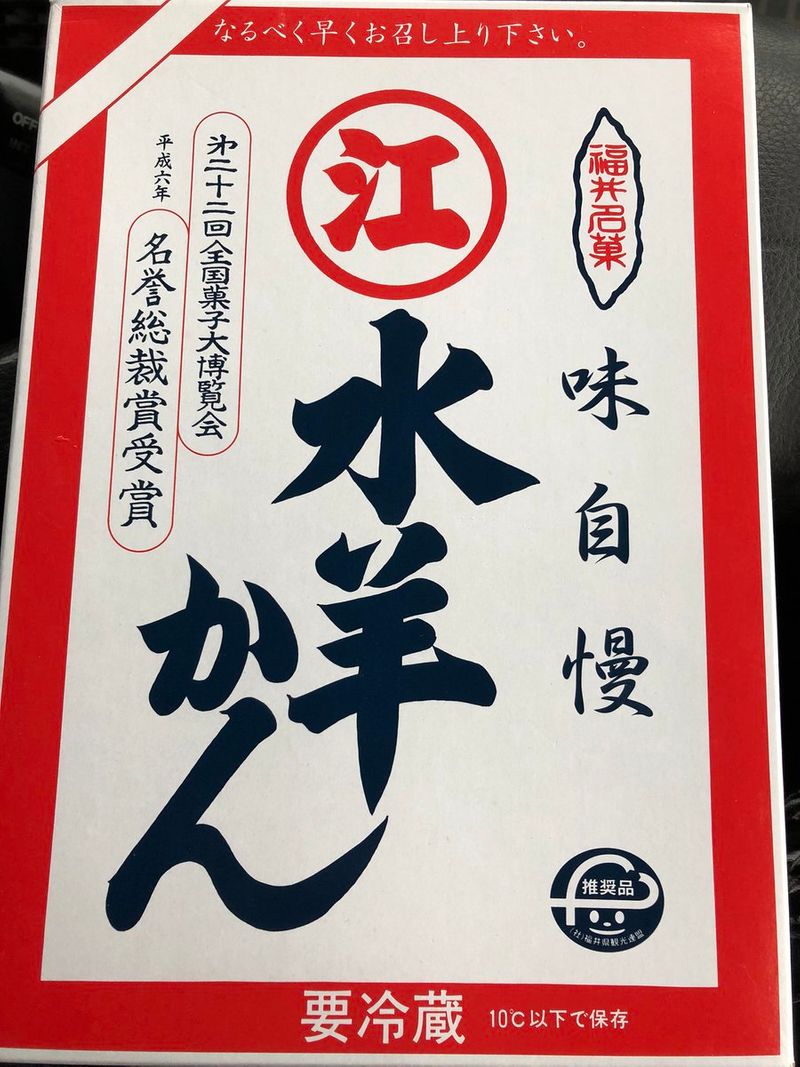 なるべく早くお召し上り下さい。
福井名菓
味自慢
江
水羊かん
㐧二十二回全国菓子大博覧会
平成六年
名誉総裁賞受賞
推奨品
(社)福井県観光連盟
要冷蔵 10℃以下で保存